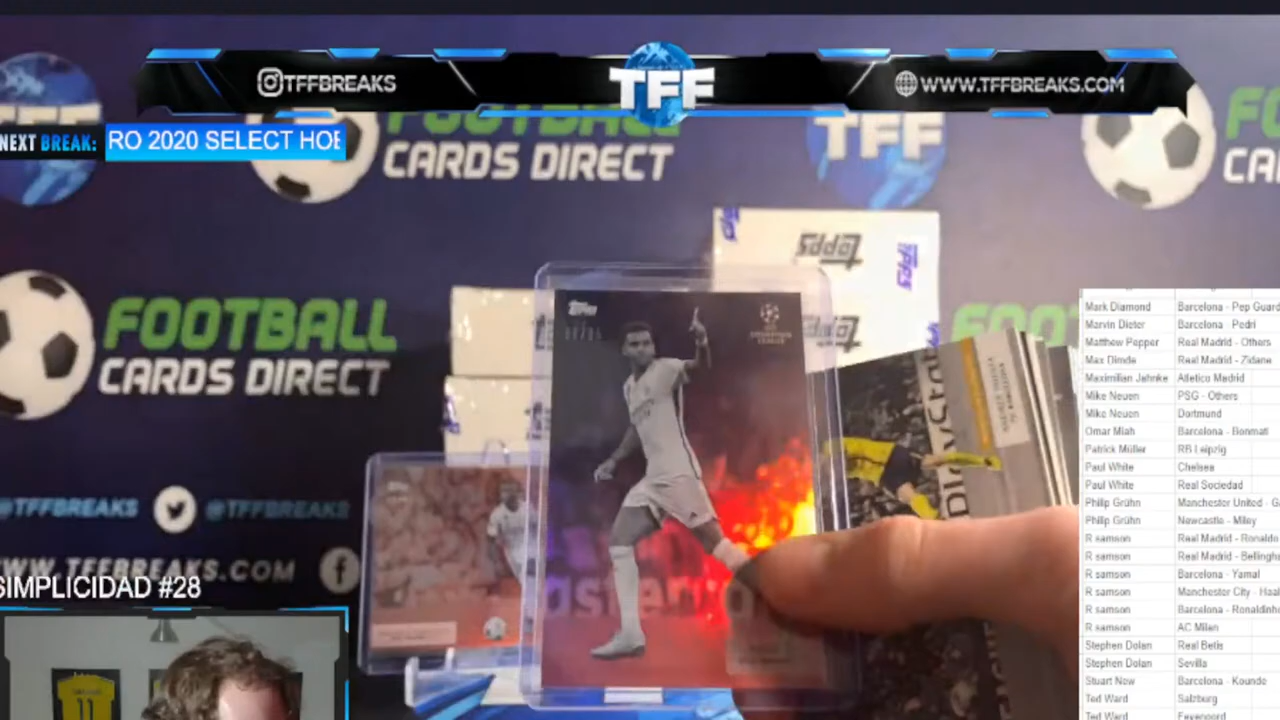 TFFBREAKS
TFF
WWW.TFFBREAKS.COM
NEXT BREAK:
RO 2020 SELECT HOB
FOOTBALL
CARDS DIRECT
TFF
FOOTBALL
CARDS DIRECT
topps
topps
@TFFBREAKS
@TFFBREAKS
WWW.TFFBREAKS.COM
SIMPLICIDAD #28
11
Mark Diamond Barcelona - Pep Guard
Marvin Dieter Barcelona - Pedri
Matthew Pepper Real Madrid - Others
Max Dimde Real Madrid - Zidane
Maximilian Jahnke Atletico Madrid
Mike Neuen PSG - Others
Mike Neuen Dortmund
Omar Miah Barcelona - Bonmati
Patrick Müller RB Leipzig
Paul White Chelsea
Paul White Real Sociedad
Philip Grühn Manchester United - Ga
Philip Grühn Newcastle - Miley
R samson Real Madrid - Ronaldo
R samson Real Madrid - Bellingha
R samson Barcelona - Yamal
R samson Manchester City - Haal
R samson Barcelona - Ronaldinho
R samson AC Milan
Stephen Dolan Real Betis
Stephen Dolan Sevilla
Stuart New Barcelona - Kounde
Ted Ward Salzburg
Ted Ward Feyenoord